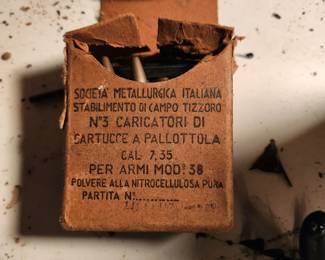 SOCIETÀ METALLURGICA ITALIANA
STABILIMENTO DI CAMPO TIZZORO
N°3 CARICATORI DI
CARTUCCE A PALLOTTOLA
CAL. 7,35
PER ARMI MOD° 38
POLVERE ALLA NITROCELLULOSA PURA
PARTITA N°